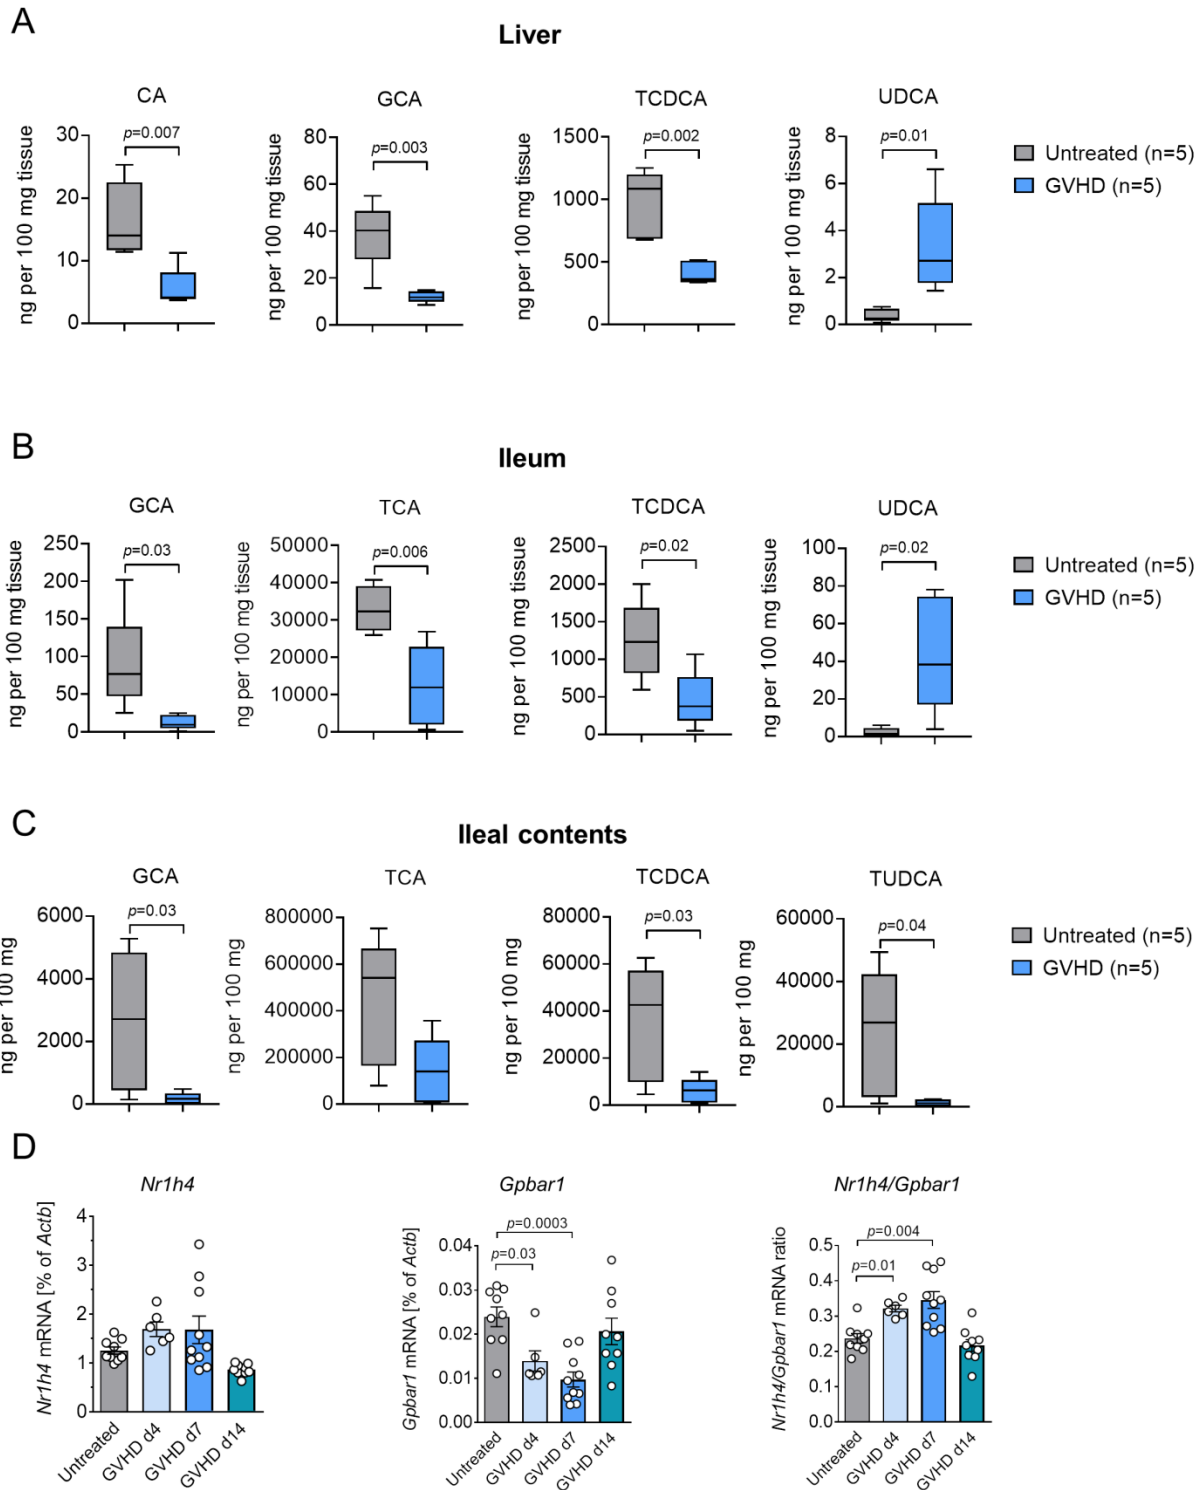 A
Liver
CA
GCA
TCDCA
UDCA
p=0.007
p=0.003
p=0.002
p=0.01
ng per 100 mg tissue
30
20
10
0
ng per 100 mg tissue
80
60
40
20
0
ng per 100 mg tissue
1500
1000
500
0
ng per 100 mg tissue
8
6
4
2
0
Untreated (n=5)
GVHD (n=5)
B
Ileum
GCA
TCA
TCDCA
UDCA
p=0.03
p=0.006
p=0.02
p=0.02
ng per 100 mg tissue
250
200
150
100
50
0
ng per 100 mg tissue
50000
40000
30000
20000
10000
0
ng per 100 mg tissue
2500
2000
1500
1000
500
0
ng per 100 mg tissue
100
80
60
40
20
0
Untreated (n=5)
GVHD (n=5)
C
Ileal contents
GCA
TCA
TCDCA
TUDCA
p=0.03
p=0.03
p=0.04
ng per 100 mg
6000
4000
2000
0
ng per 100 mg
800000
600000
400000
200000
0
ng per 100 mg
80000
60000
40000
20000
0
ng per 100 mg
60000
40000
20000
0
Untreated (n=5)
GVHD (n=5)
D
Nr1h4
Gpbar1
Nr1h4/Gpbar1
Nr1h4 mRNA [% of Actb]
4
3
2
1
0
Untreated
GVHD d4
GVHD d7
GVHD d14
p=0.0003
p=0.03
Gpbar1 mRNA [% of Actb]
0.04
0.03
0.02
0.01
0.00
Untreated
GVHD d4
GVHD d7
GVHD d14
p=0.004
p=0.01
Nr1h4/Gpbar1 mRNA ratio
0.5
0.4
0.3
0.2
0.1
0.0
Untreated
GVHD d4
GVHD d7
GVHD d14